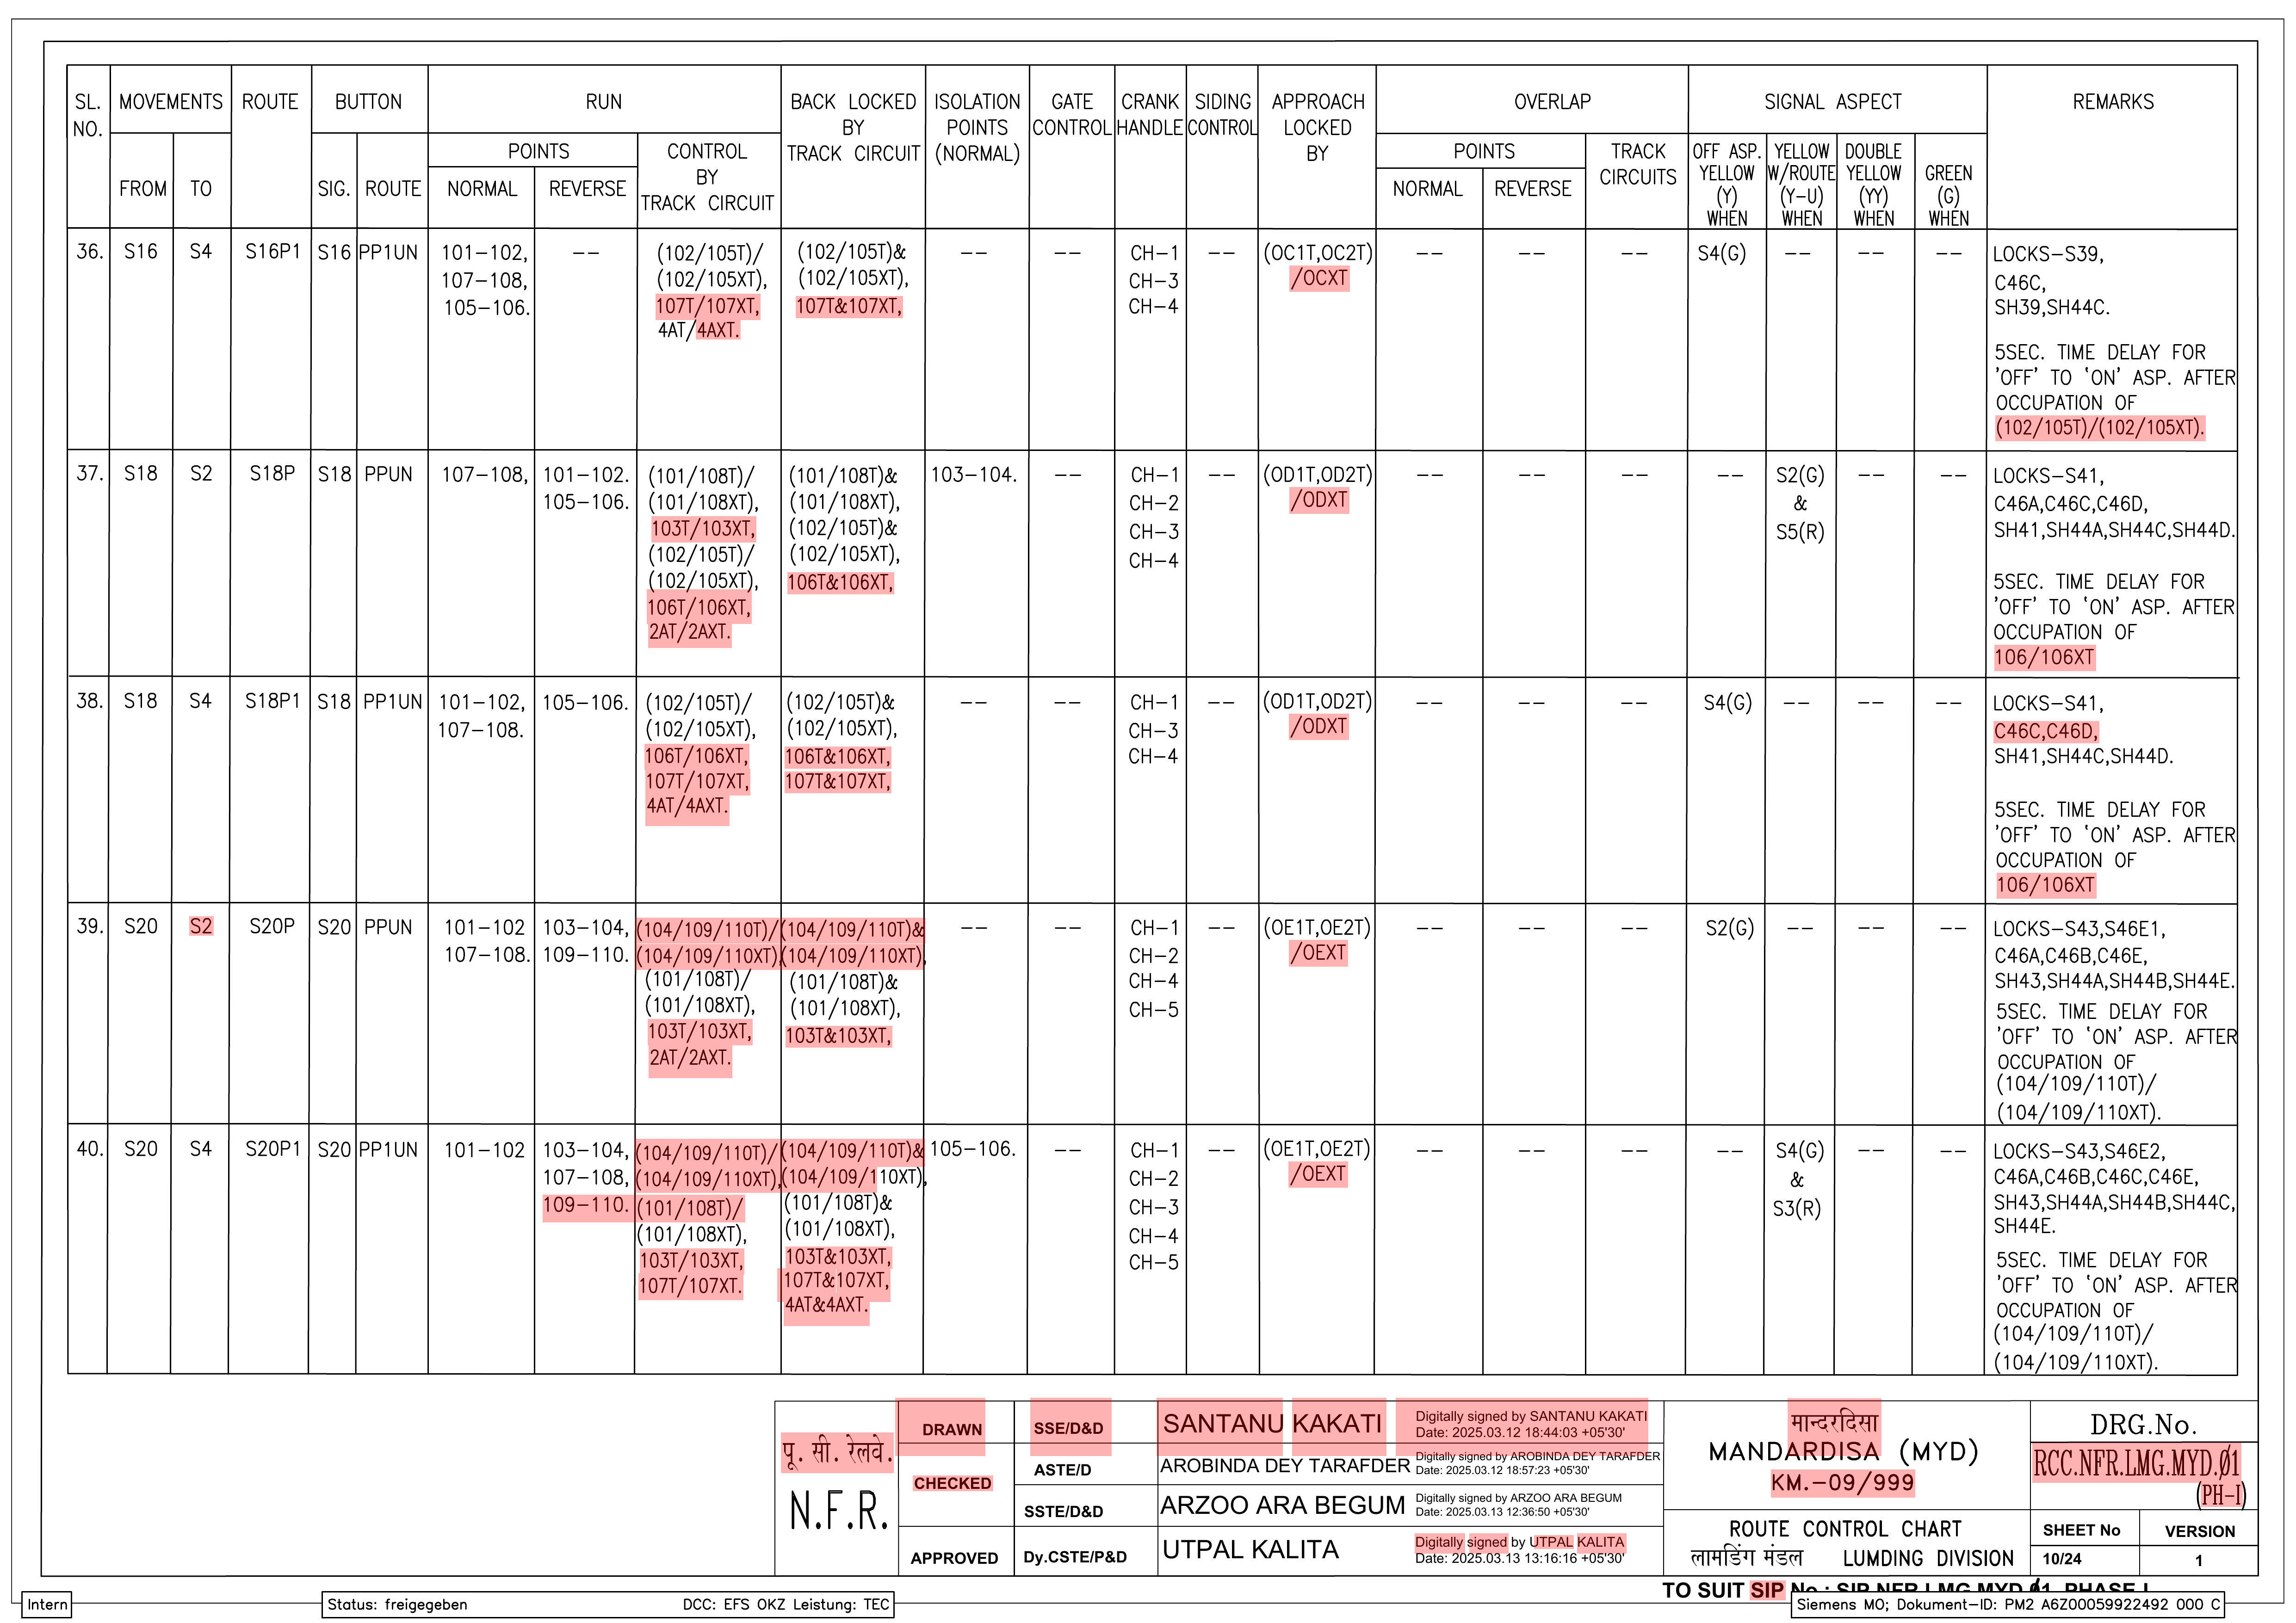 SL. NO. MOVEMENTS ROUTE BUTTON RUN BACK LOCKED BY TRACK CIRCUIT ISOLATION POINTS (NORMAL) GATE CONTROL CRANK HANDLE SIDING CONTROL APPROACH LOCKED BY OVERLAP SIGNAL ASPECT REMARKS
FROM TO SIG. ROUTE POINTS NORMAL REVERSE CONTROL BY TRACK CIRCUIT POINTS NORMAL REVERSE TRACK CIRCUITS OFF ASP. YELLOW (Y) WHEN YELLOW W/ROUTE (Y-U) WHEN DOUBLE YELLOW (YY) WHEN GREEN (G) WHEN
36. S16 S4 S16P1 S16 PP1UN 101-102, -- (102/105T)/ (102/105T)& -- -- CH-1 -- (OC1T,OC2T) -- -- -- S4(G) -- -- -- LOCKS-S39,
107-108, (102/105XT), (102/105XT), CH-3 /OCXT C46C,
105-106. 107T/107XT, 107T&107XT, CH-4 SH39,SH44C.
4AT/4AXT.
5SEC. TIME DELAY FOR
'OFF' TO 'ON' ASP. AFTER
OCCUPATION OF
(102/105T)/(102/105XT).
37. S18 S2 S18P S18 PPUN 107-108, 101-102. (101/108T)/ (101/108T)& 103-104. -- CH-1 -- (OD1T,OD2T) -- -- -- -- S2(G) -- -- LOCKS-S41,
105-106. (101/108XT), (101/108XT), CH-2 /ODXT & C46A,C46C,C46D,
103T/103XT, (102/105T)& CH-3 S5(R) SH41,SH44A,SH44C,SH44D.
(102/105T)/ (102/105XT), CH-4
(102/105XT), 106T&106XT, 5SEC. TIME DELAY FOR
106T/106XT, 'OFF' TO 'ON' ASP. AFTER
2AT/2AXT. OCCUPATION OF
106/106XT
38. S18 S4 S18P1 S18 PP1UN 101-102, 105-106. (102/105T)/ (102/105T)& -- -- CH-1 -- (OD1T,OD2T) -- -- -- S4(G) -- -- -- LOCKS-S41,
107-108. (102/105XT), (102/105XT), CH-3 /ODXT C46C,C46D,
106T/106XT, 106T&106XT, CH-4 SH41,SH44C,SH44D.
107T/107XT, 107T&107XT,
4AT/4AXT. 5SEC. TIME DELAY FOR
'OFF' TO 'ON' ASP. AFTER
OCCUPATION OF
106/106XT
39. S20 S2 S20P S20 PPUN 101-102 103-104, (104/109/110T)/ (104/109/110T)& -- -- CH-1 -- (OE1T,OE2T) -- -- -- S2(G) -- -- -- LOCKS-S43,S46E1,
107-108. 109-110. (104/109/110XT), (104/109/110XT), CH-2 /OEXT C46A,C46B,C46E,
(101/108T)/ (101/108T)& CH-4 SH43,SH44A,SH44B,SH44E.
(101/108XT), (101/108XT), CH-5 5SEC. TIME DELAY FOR
103T/103XT, 103T&103XT, 'OFF' TO 'ON' ASP. AFTER
2AT/2AXT. OCCUPATION OF
(104/109/110T)/
(104/109/110XT).
40. S20 S4 S20P1 S20 PP1UN 101-102 103-104, (104/109/110T)/ (104/109/110T)& 105-106. -- CH-1 -- (OE1T,OE2T) -- -- -- -- S4(G) -- -- LOCKS-S43,S46E2,
107-108, (104/109/110XT), (104/109/110XT), CH-2 /OEXT & C46A,C46B,C46C,C46E,
109-110. (101/108T)/ (101/108T)& CH-3 S3(R) SH43,SH44A,SH44B,SH44C,
(101/108XT), (101/108XT), CH-4 SH44E.
103T/103XT, 103T&103XT, CH-5 5SEC. TIME DELAY FOR
107T/107XT. 107T&107XT, 'OFF' TO 'ON' ASP. AFTER
4AT&4AXT. OCCUPATION OF
(104/109/110T)/
(104/109/110XT).
पू. सी. रेलवे.
N.F.R.
DRAWN SSE/D&D SANTANU KAKATI Digitally signed by SANTANU KAKATI
Date: 2025.03.12 18:44:03 +05'30'
CHECKED ASTE/D AROBINDA DEY TARAFDER Digitally signed by AROBINDA DEY TARAFDER
Date: 2025.03.12 18:57:23 +05'30'
SSTE/D&D ARZOO ARA BEGUM Digitally signed by ARZOO ARA BEGUM
Date: 2025.03.13 12:36:50 +05'30'
APPROVED Dy.CSTE/P&D UTPAL KALITA Digitally signed by UTPAL KALITA
Date: 2025.03.13 13:16:16 +05'30'
मान्दरदिसा
MANDARDISA (MYD)
KM.-09/999
ROUTE CONTROL CHART
लामडिंग मंडल LUMDING DIVISION
DRG.No.
RCC.NFR.LMG.MYD.Ø1
(PH-I)
SHEET No VERSION
10/24 1
TO SUIT SIP No.: SIP.NFR.LMG.MYD.Ø1, PHASE-I
Intern
Status: freigegeben DCC: EFS OKZ Leistung: TEC
Siemens MO; Dokument-ID: PM2 A6Z00059922492 000 C